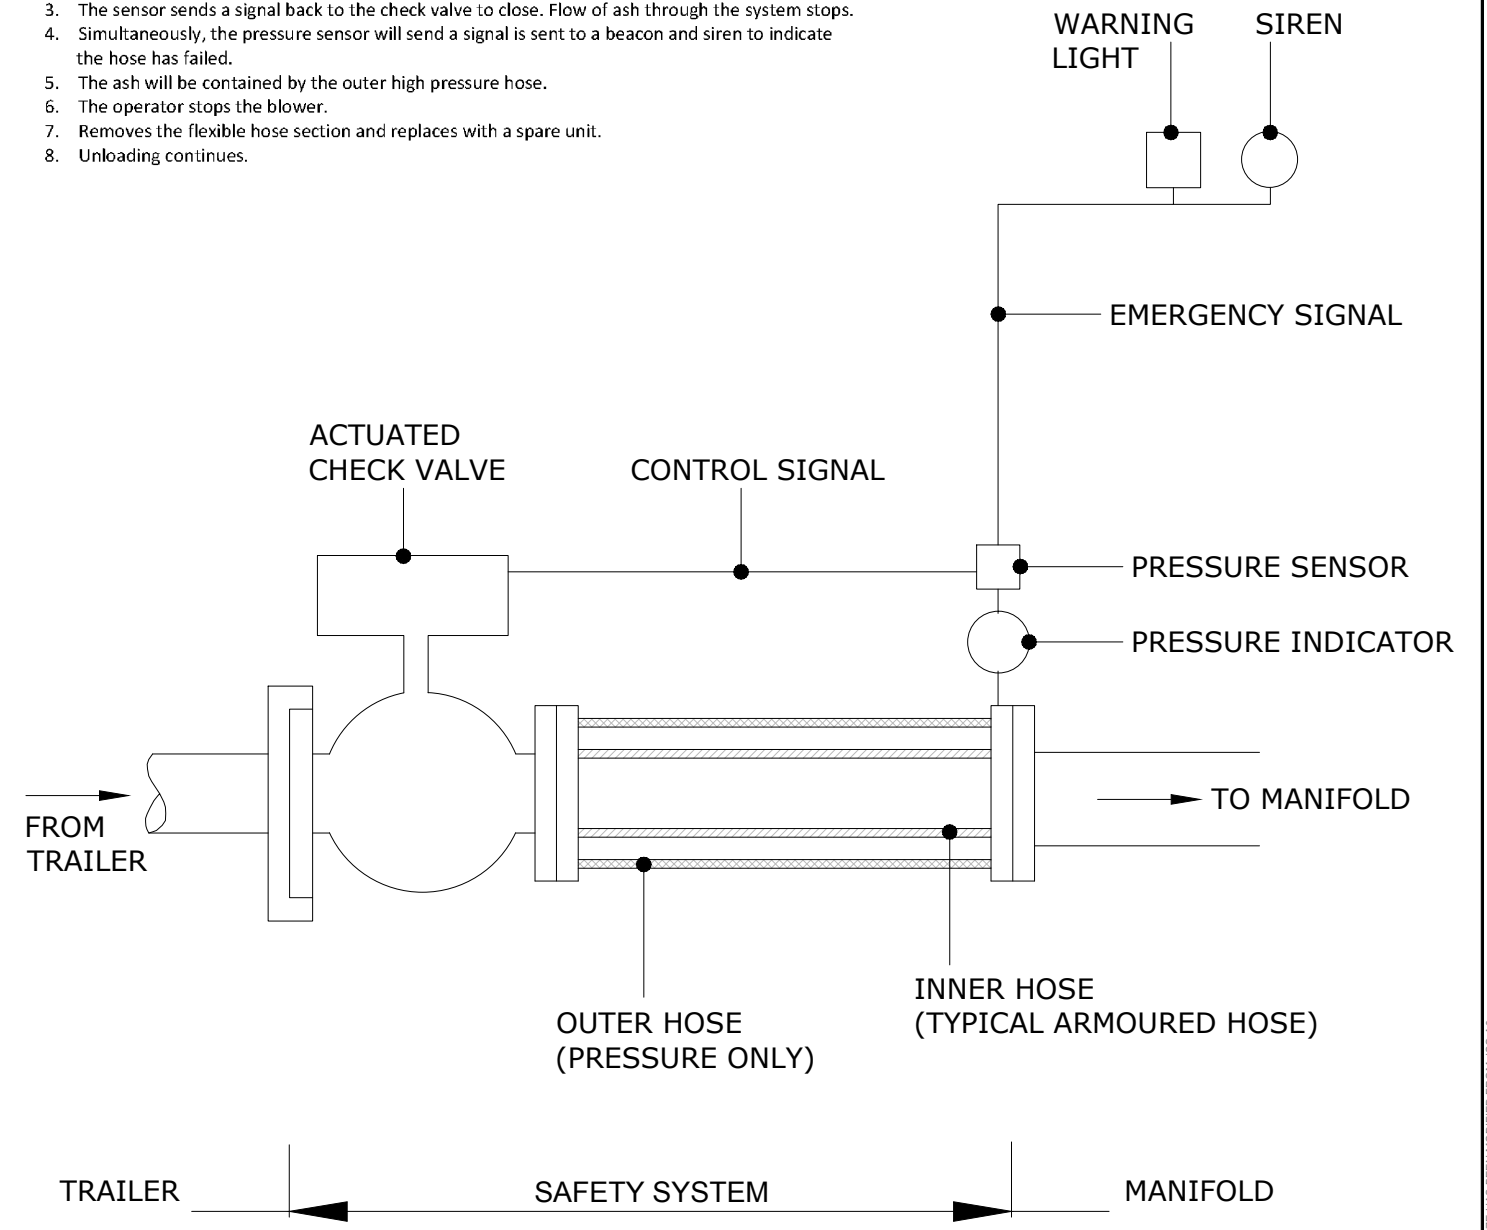 3. The sensor sends a signal back to the check valve to close. Flow of ash through the system stops.
4. Simultaneously, the pressure sensor will send a signal is sent to a beacon and siren to indicate
the hose has failed.
5. The ash will be contained by the outer high pressure hose.
6. The operator stops the blower.
7. Removes the flexible hose section and replaces with a spare unit.
8. Unloading continues.
WARNING
LIGHT
SIREN
EMERGENCY SIGNAL
ACTUATED
CHECK VALVE
CONTROL SIGNAL
PRESSURE SENSOR
PRESSURE INDICATOR
FROM
TRAILER
TO MANIFOLD
OUTER HOSE
(PRESSURE ONLY)
INNER HOSE
(TYPICAL ARMOURED HOSE)
TRAILER
SAFETY SYSTEM
MANIFOLD